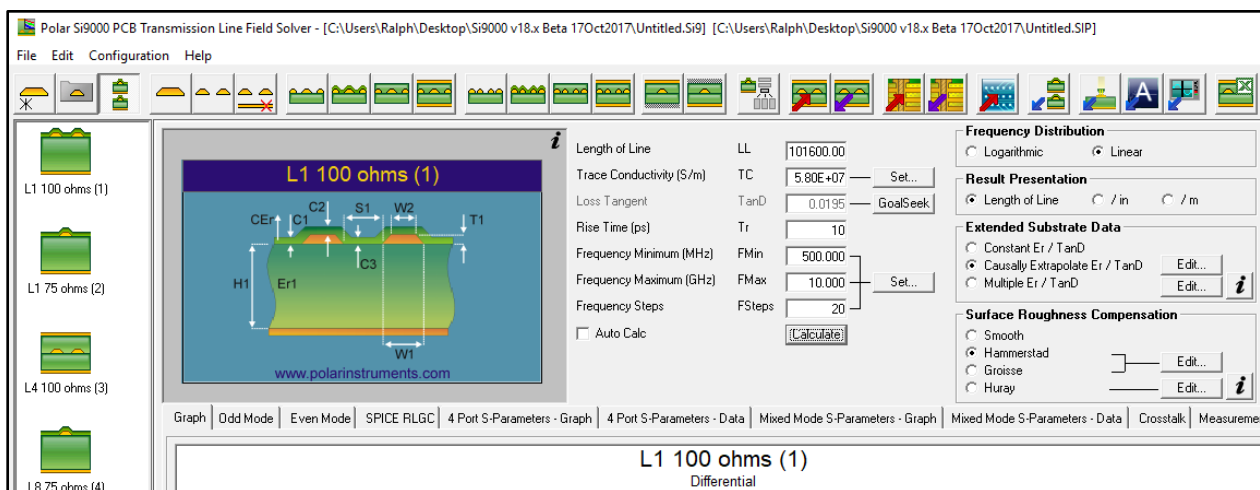 Polar Si9000 PCB Transmission Line Field Solver - [C:\Users\Ralph\Desktop\Si9000 v18.x Beta 17Oct2017\Untitled.Si9] [C:\Users\Ralph\Desktop\Si9000 v18.x Beta 17Oct2017\Untitled.SIP]
File Edit Configuration Help
A
L1 100 ohms (1)
L1 75 ohms (2)
L4 100 ohms (3)
L8 75 ohms (4)
i
L1 100 ohms (1)
CEr C1 C2 S1 W2 T1
C3
H1 Er1
W1
www.polarinstruments.com
Length of Line LL 101600.00
Trace Conductivity (S/m) TC 5.80E+07 Set...
Loss Tangent TanD 0.0195 GoalSeek
Rise Time (ps) Tr 10
Frequency Minimum (MHz) FMin 500.000
Frequency Maximum (GHz) FMax 10.000 Set...
Frequency Steps FSteps 20
Auto Calc Calculate
Frequency Distribution
Logarithmic Linear
Result Presentation
Length of Line / in / m
Extended Substrate Data
Constant Er / TanD
Causally Extrapolate Er / TanD Edit...
Multiple Er / TanD Edit... i
Surface Roughness Compensation
Smooth
Hammerstad Edit...
Groisse
Huray Edit... i
Graph Odd Mode Even Mode SPICE RLGC 4 Port S-Parameters - Graph 4 Port S-Parameters - Data Mixed Mode S-Parameters - Graph Mixed Mode S-Parameters - Data Crosstalk Measureme
L1 100 ohms (1)
Differential